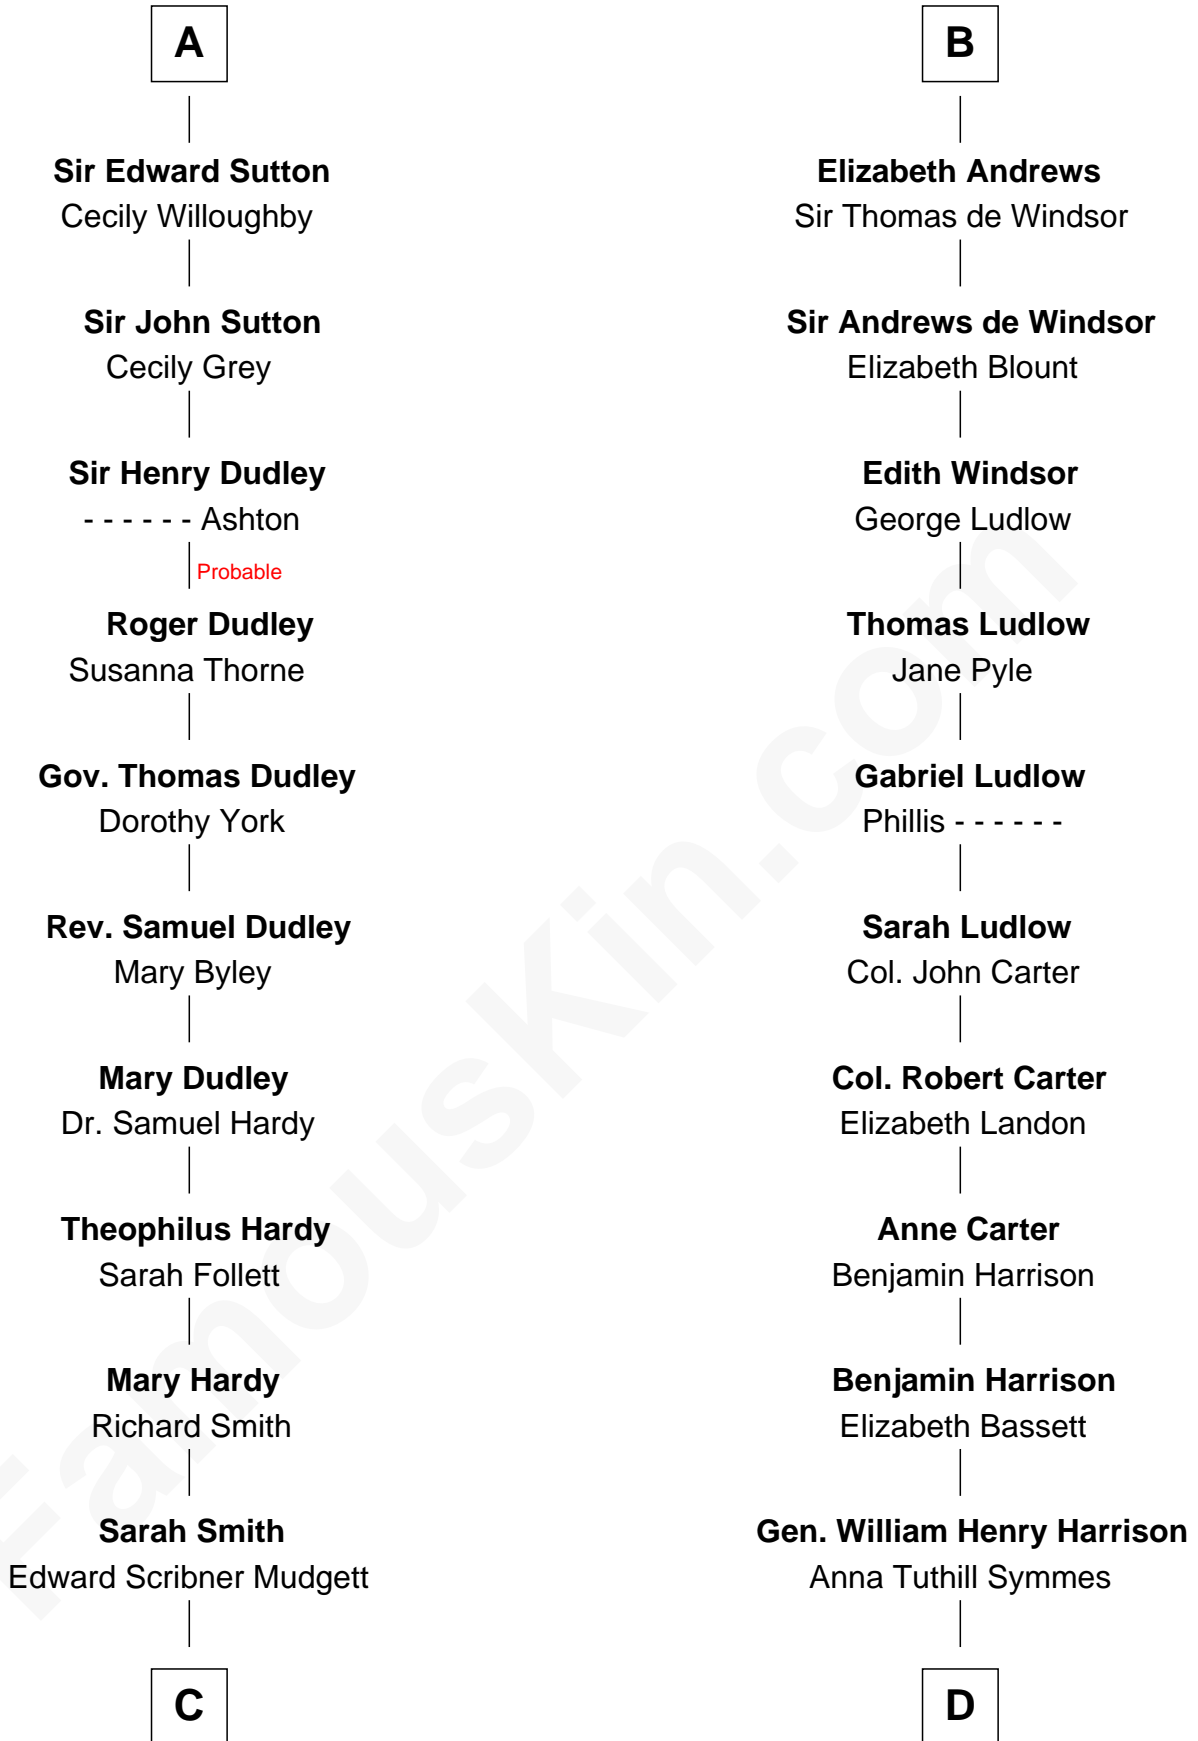 A
Sir Edward Sutton
Cecily Willoughby
Sir John Sutton
Cecily Grey
Sir Henry Dudley
- - - - - - Ashton
Probable
Roger Dudley
Susanna Thorne
Gov. Thomas Dudley
Dorothy York
Rev. Samuel Dudley
Mary Byley
Mary Dudley
Dr. Samuel Hardy
Theophilus Hardy
Sarah Follett
Mary Hardy
Richard Smith
Sarah Smith
Edward Scribner Mudgett
C
B
Elizabeth Andrews
Sir Thomas de Windsor
Sir Andrews de Windsor
Elizabeth Blount
Edith Windsor
George Ludlow
Thomas Ludlow
Jane Pyle
Gabriel Ludlow
Phillis - - - - - -
Sarah Ludlow
Col. John Carter
Col. Robert Carter
Elizabeth Landon
Anne Carter
Benjamin Harrison
Benjamin Harrison
Elizabeth Bassett
Gen. William Henry Harrison
Anna Tuthill Symmes
D
FamousKin.com